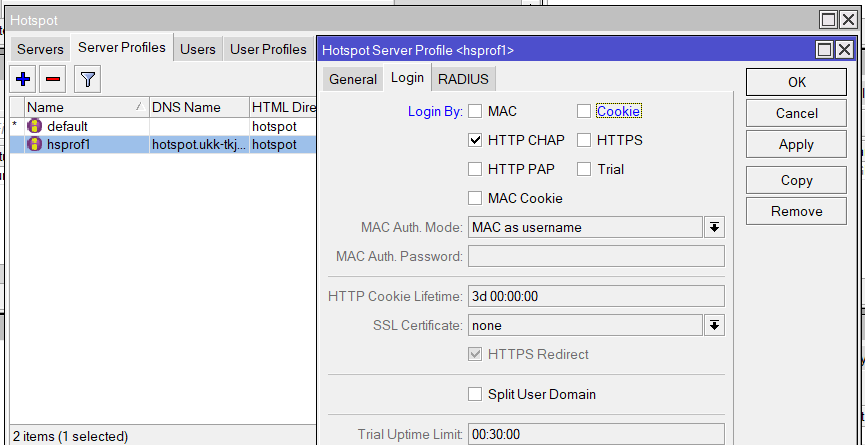 Hotspot
Servers Server Profiles Users User Profiles
Name DNS Name HTML Dire
* default hotspot
hsprof1 hotspot.ukk-tkj... hotspot
2 items (1 selected)
Hotspot Server Profile <hsprof1>
General Login RADIUS
Login By: MAC Cookie
HTTP CHAP HTTPS
HTTP PAP Trial
MAC Cookie
MAC Auth. Mode: MAC as username
MAC Auth. Password:
HTTP Cookie Lifetime: 3d 00:00:00
SSL Certificate: none
HTTPS Redirect
Split User Domain
Trial Uptime Limit: 00:30:00
OK
Cancel
Apply
Copy
Remove